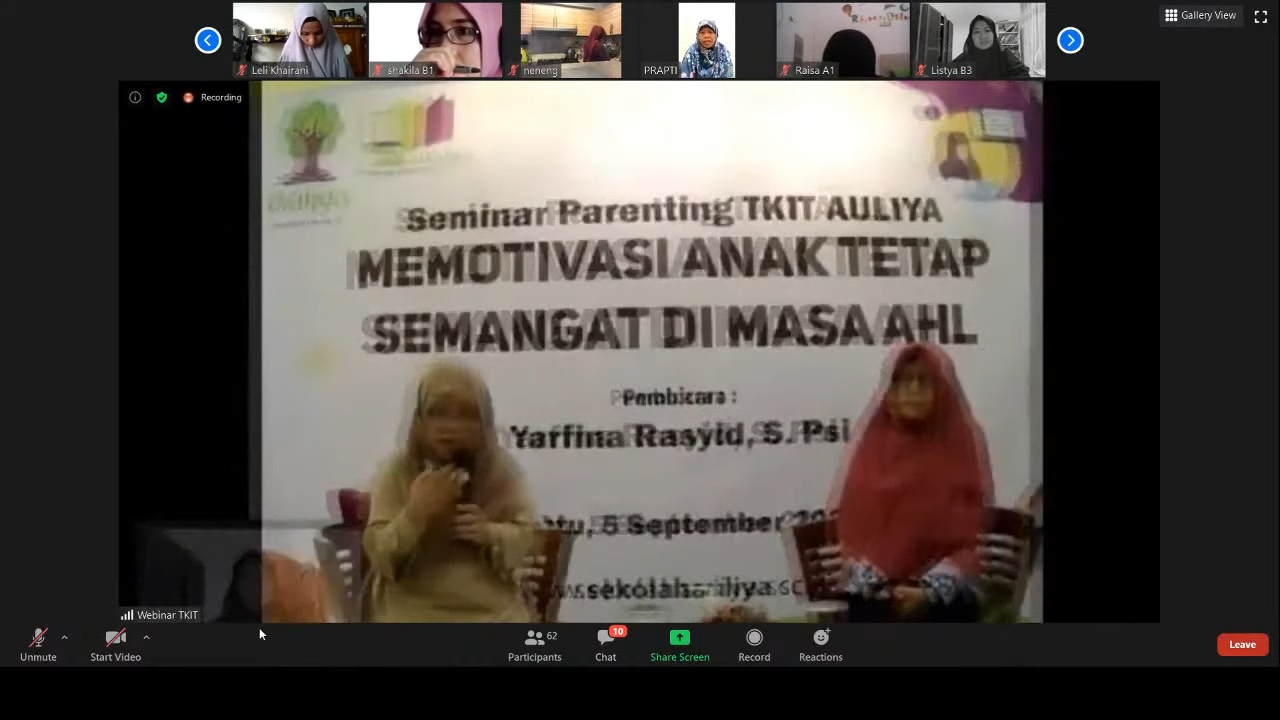 Gallery View
Leli Khairani
shakila B1
neneng
PRAPTI
Raisa A1
Listya B3
Recording
Seminar Parenting TKIT AULIYA
MEMOTIVASI ANAK TETAP
SEMANGAT DI MASA AHL
Pembicara :
Yaffina Rasyid, S. Psi
5 September
Webinar TKIT
Unmute
Start Video
62
Participants
10
Chat
Share Screen
Record
Reactions
Leave